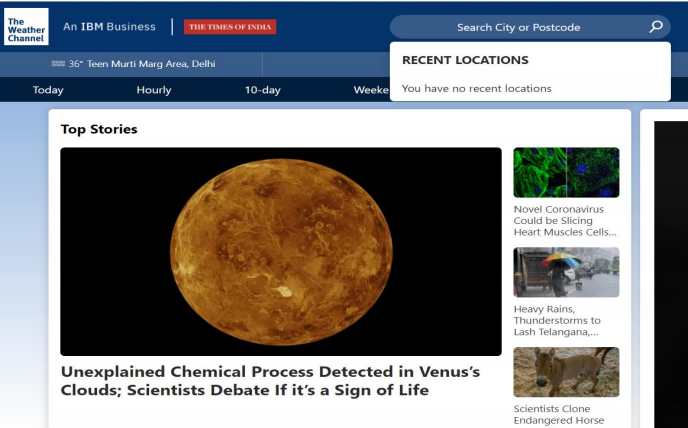 The
Weather
Channel
An IBM Business
THE TIMES OF INDIA
Search City or Postcode
36° Teen Murti Marg Area, Delhi
RECENT LOCATIONS
You have no recent locations
Today
Hourly
10-day
Weeke
Top Stories
Unexplained Chemical Process Detected in Venus’s
Clouds; Scientists Debate If it’s a Sign of Life
Novel Coronavirus
Could be Slicing
Heart Muscles Cells...
Heavy Rains,
Thunderstorms to
Lash Telangana,...
Scientists Clone
Endangered Horse